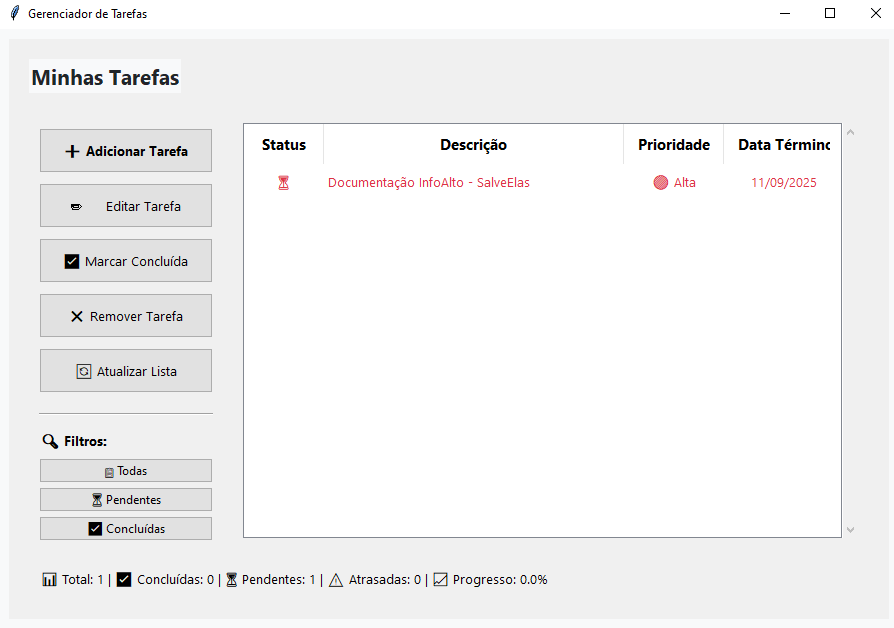 Gerenciador de Tarefas
Minhas Tarefas
➕ Adicionar Tarefa
✏ Editar Tarefa
✅ Marcar Concluída
❌ Remover Tarefa
🔄 Atualizar Lista
🔍 Filtros:
📋 Todas
⏳ Pendentes
✅ Concluídas
Status Descrição Prioridade Data Término
⏳ Documentação InfoAlto - SalveElas 🔴 Alta 11/09/2025
📊 Total: 1 | ✅ Concluídas: 0 | ⏳ Pendentes: 1 | ⚠ Atrasadas: 0 | 📈 Progresso: 0.0%